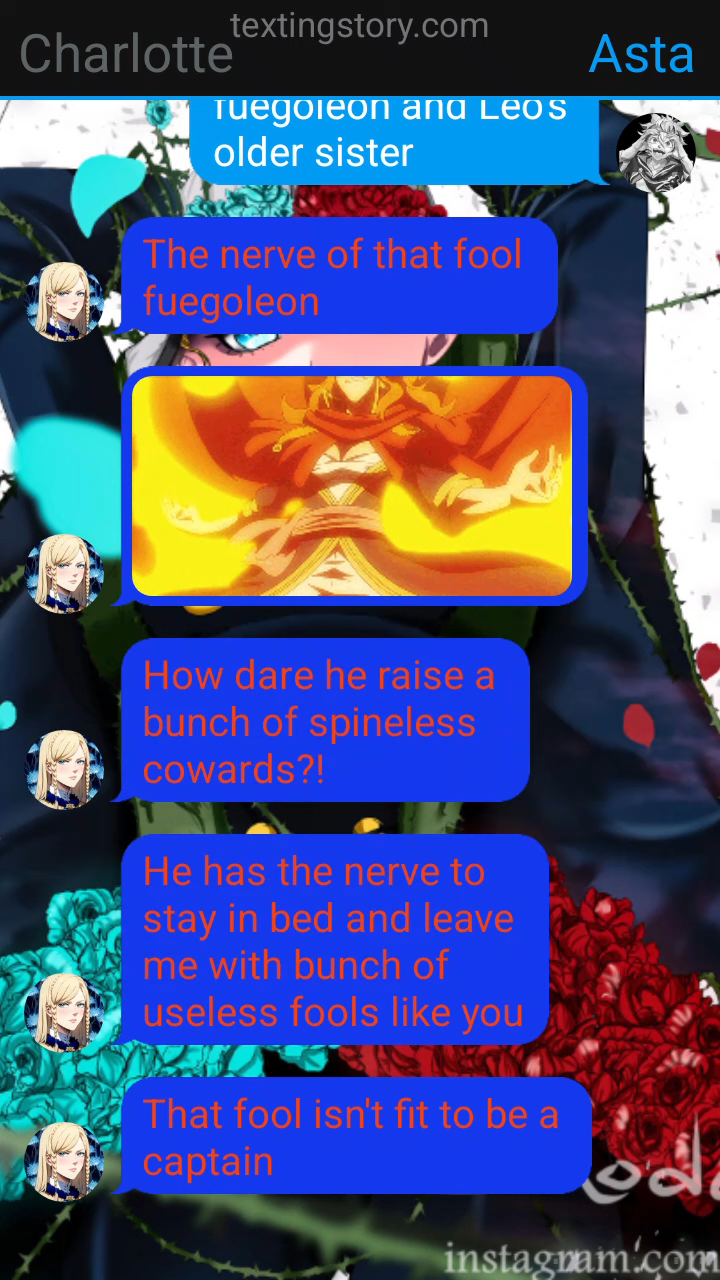 textingstory.com
Charlotte
Asta
fuegoleon and Leo's
older sister
The nerve of that fool
fuegoleon
How dare he raise a
bunch of spineless
cowards?!
He has the nerve to
stay in bed and leave
me with bunch of
useless fools like you
That fool isn't fit to be a
captain
instagram.com